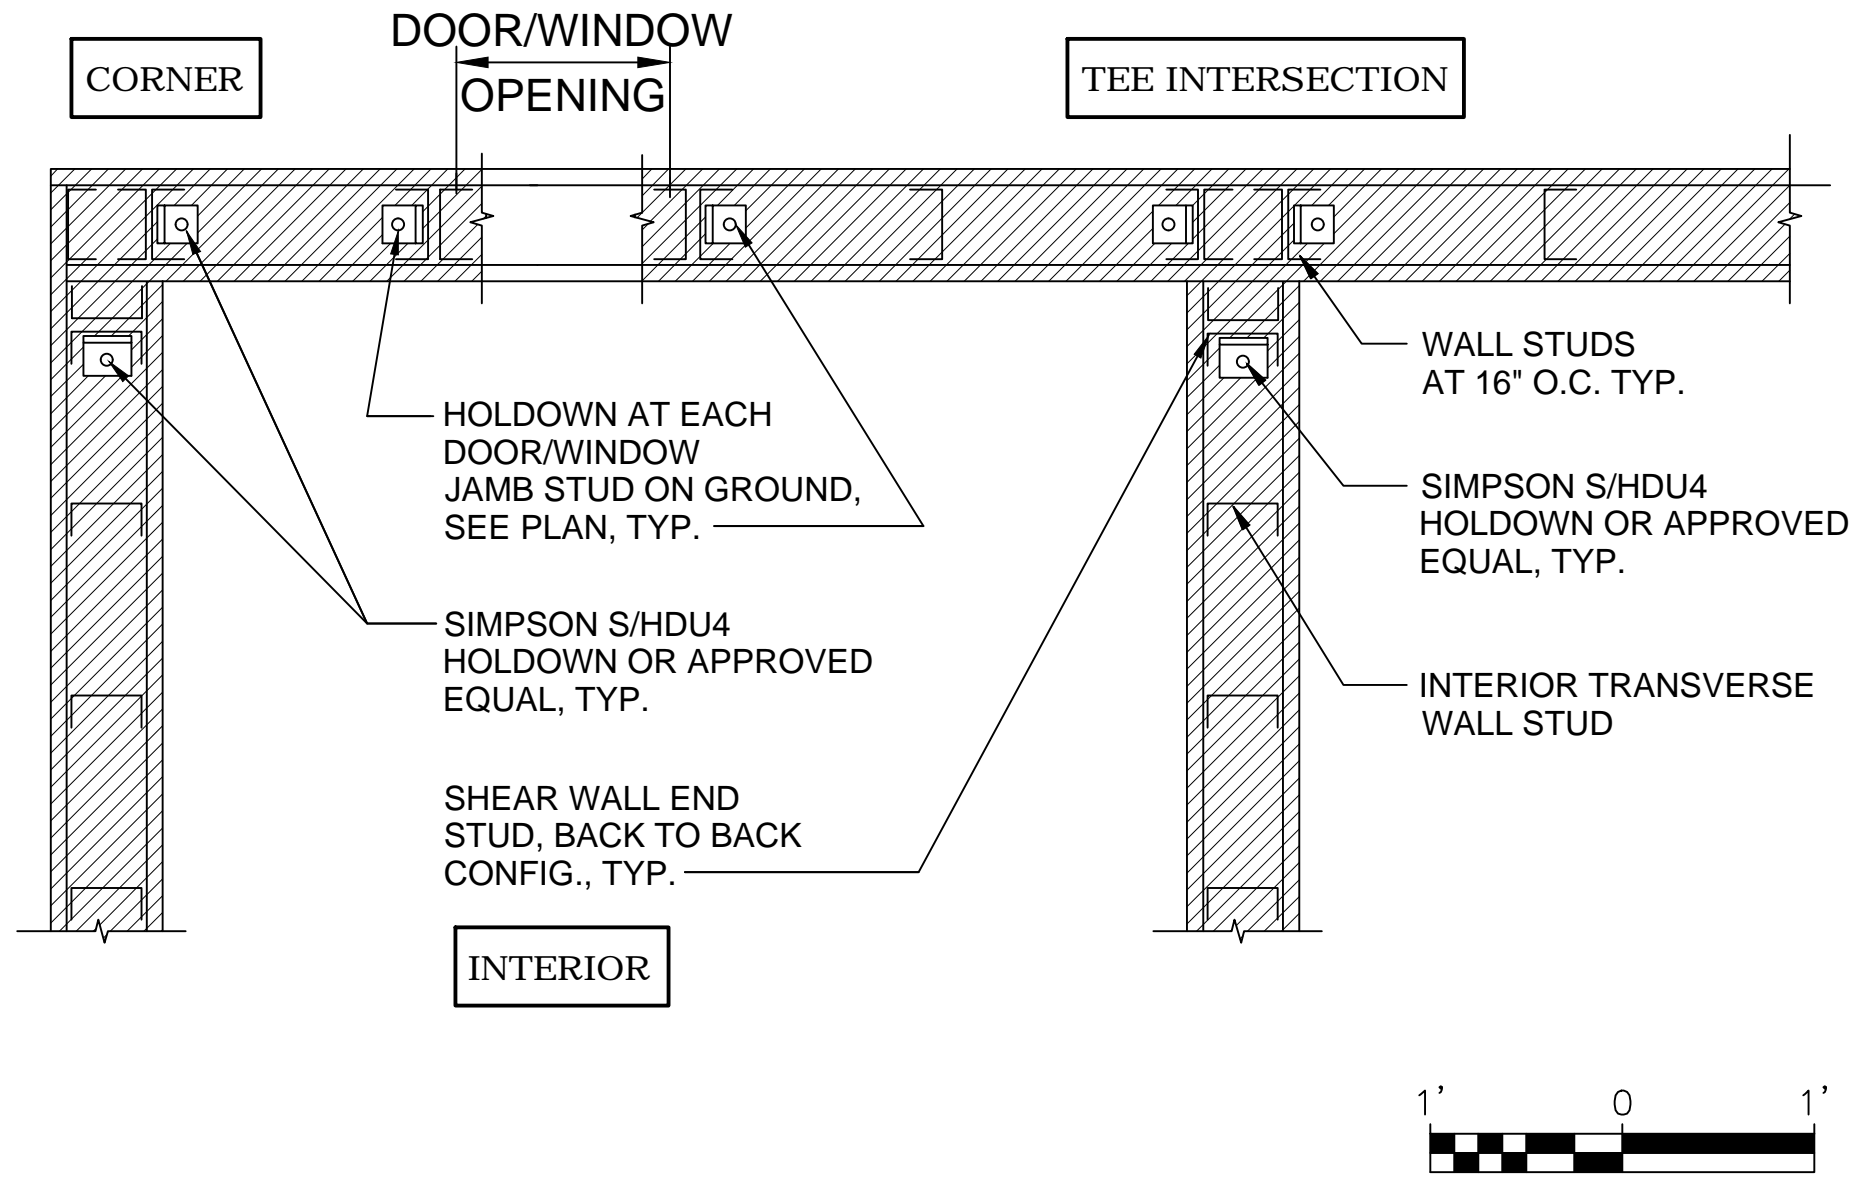 DOOR/WINDOW
OPENING
CORNER
TEE INTERSECTION
WALL STUDS
AT 16" O.C. TYP.
HOLDOWN AT EACH
DOOR/WINDOW
JAMB STUD ON GROUND,
SEE PLAN, TYP.
SIMPSON S/HDU4
HOLDOWN OR APPROVED
EQUAL, TYP.
SIMPSON S/HDU4
HOLDOWN OR APPROVED
EQUAL, TYP.
INTERIOR TRANSVERSE
WALL STUD
SHEAR WALL END
STUD, BACK TO BACK
CONFIG., TYP.
INTERIOR
1' 0 1'